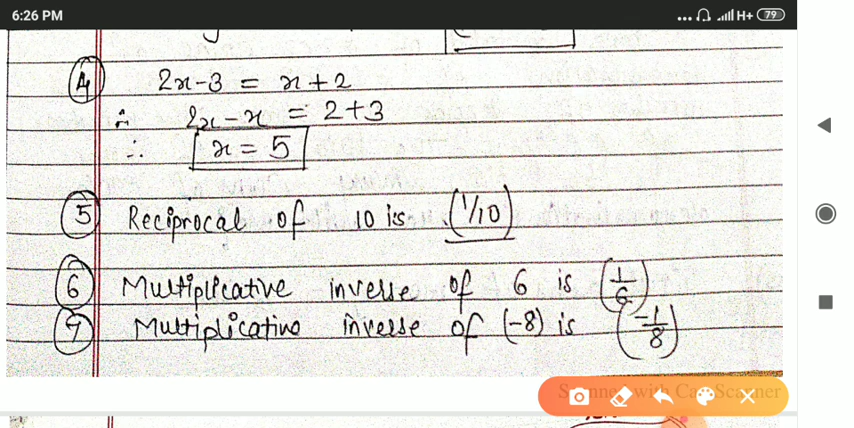 6:26 PM ... H+ 79
④ 2x-3 = x+2
∴ 2x-x = 2+3
∴ x = 5
⑤ Reciprocal of 10 is (1/10)
⑥ Multiplicative inverse of 6 is (1/6)
⑦ Multiplicative inverse of (-8) is (-1/8)
Scanned with CamScanner